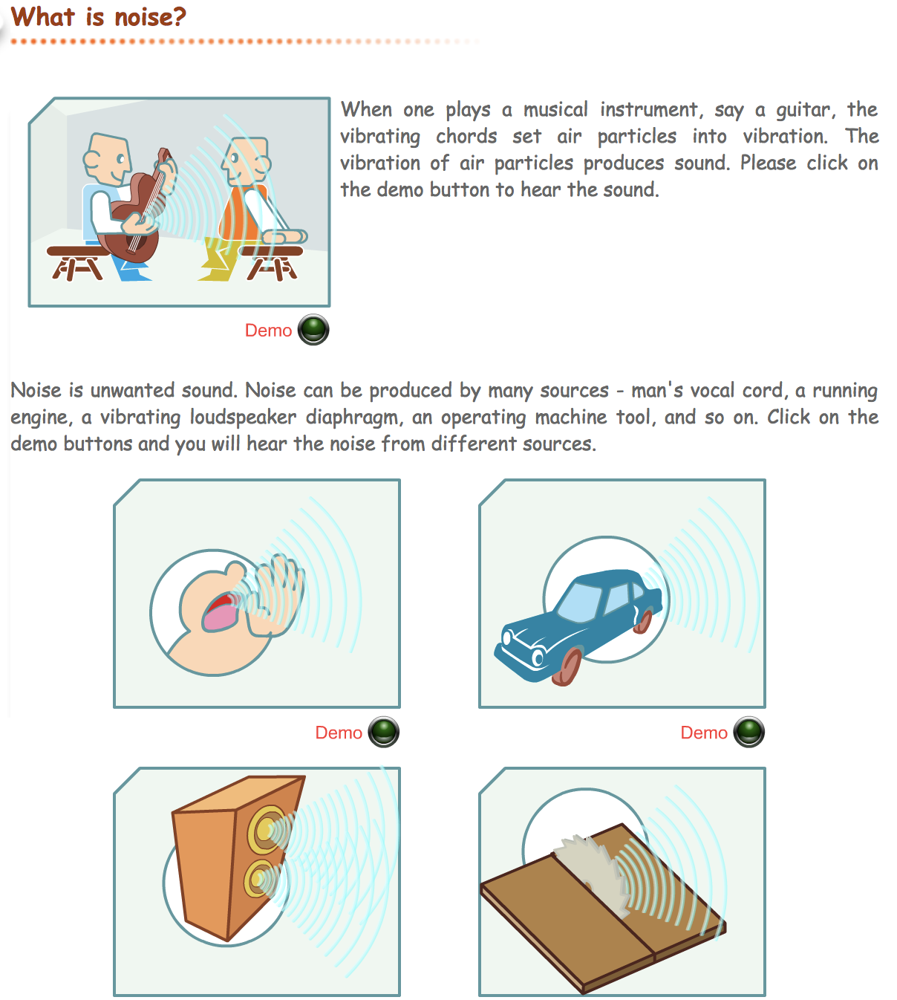 What is noise?
When one plays a musical instrument, say a guitar, the
vibrating chords set air particles into vibration. The
vibration of air particles produces sound. Please click on
the demo button to hear the sound.
Demo
Noise is unwanted sound. Noise can be produced by many sources - man's vocal cord, a running
engine, a vibrating loudspeaker diaphragm, an operating machine tool, and so on. Click on the
demo buttons and you will hear the noise from different sources.
Demo
Demo